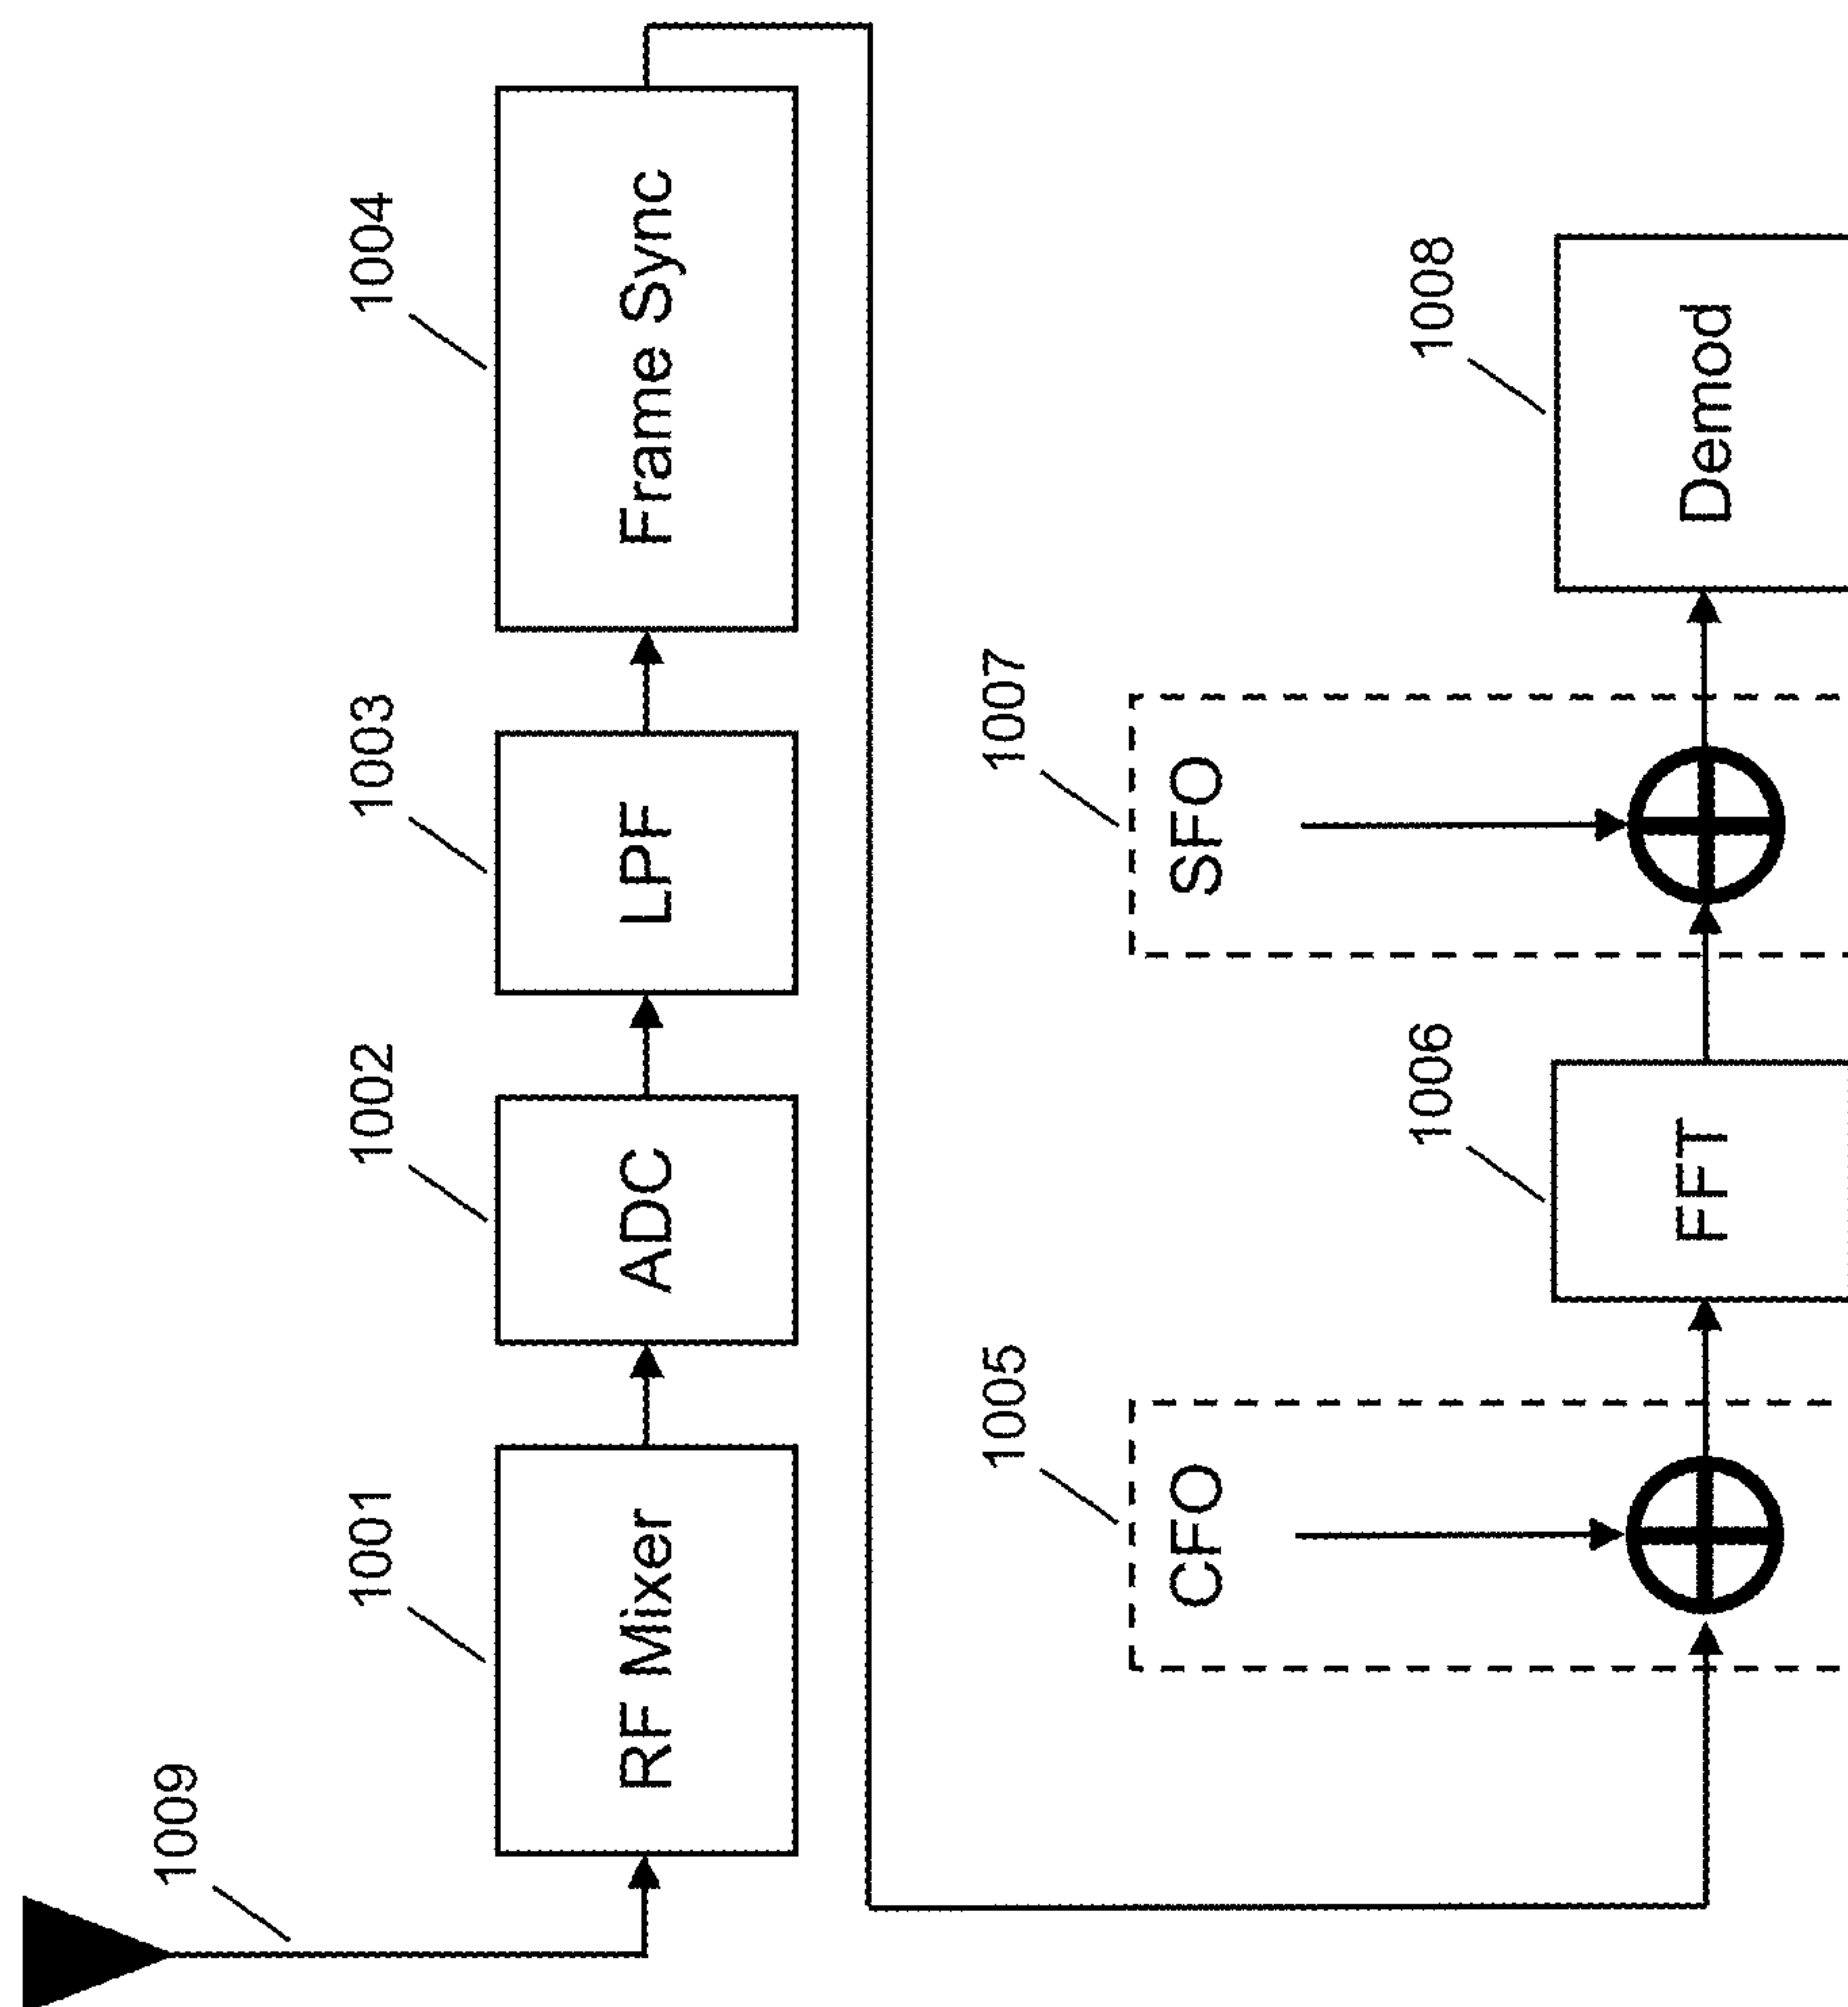 1009
1001
1002
1003
1004
RF Mixer
ADC
LPF
Frame Sync
1005
1006
1007
1008
CFO
FFT
SFO
Demod